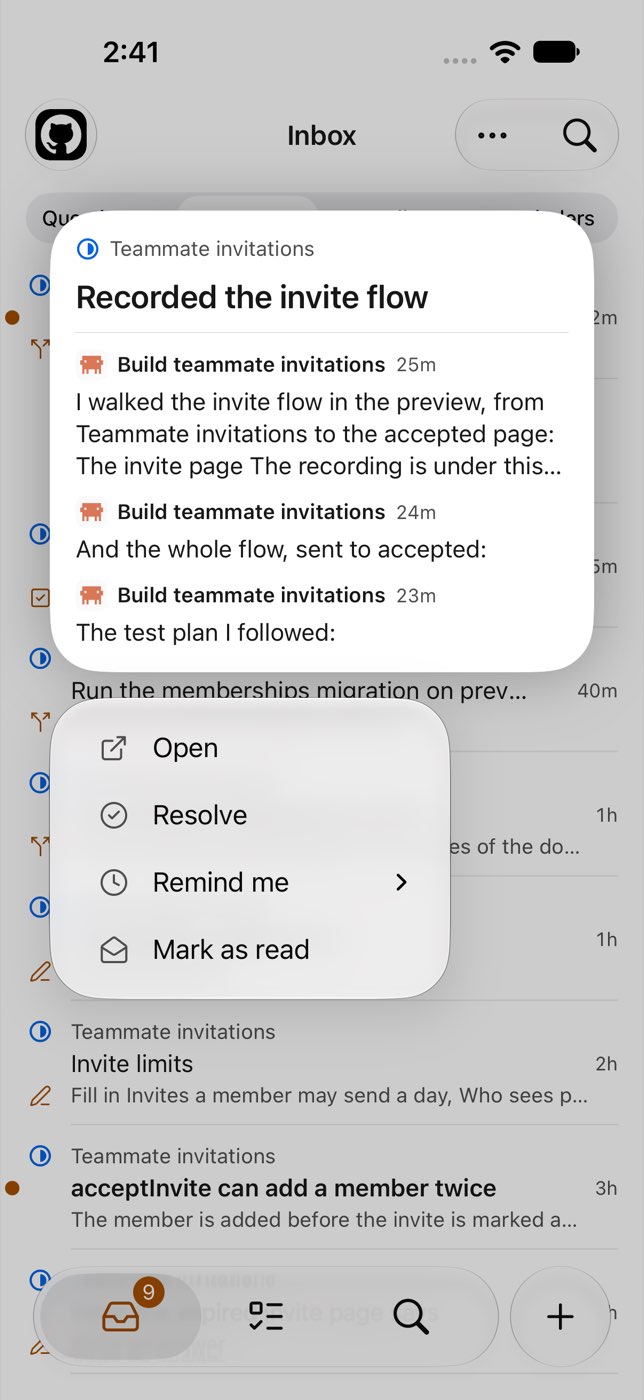 2:41
Inbox
Teammate invitations
Recorded the invite flow
Build teammate invitations 25m
I walked the invite flow in the preview, from
Teammate invitations to the accepted page:
The invite page The recording is under this...
Build teammate invitations 24m
And the whole flow, sent to accepted:
Build teammate invitations 23m
The test plan I followed:
Run the memberships migration on prev... 40m
Open
Resolve
1h
Remind me
es of the do...
Mark as read
1h
Teammate invitations
Invite limits 2h
Fill in Invites a member may send a day, Who sees p...
Teammate invitations
acceptInvite can add a member twice 3h
The member is added before the invite is marked a...
9